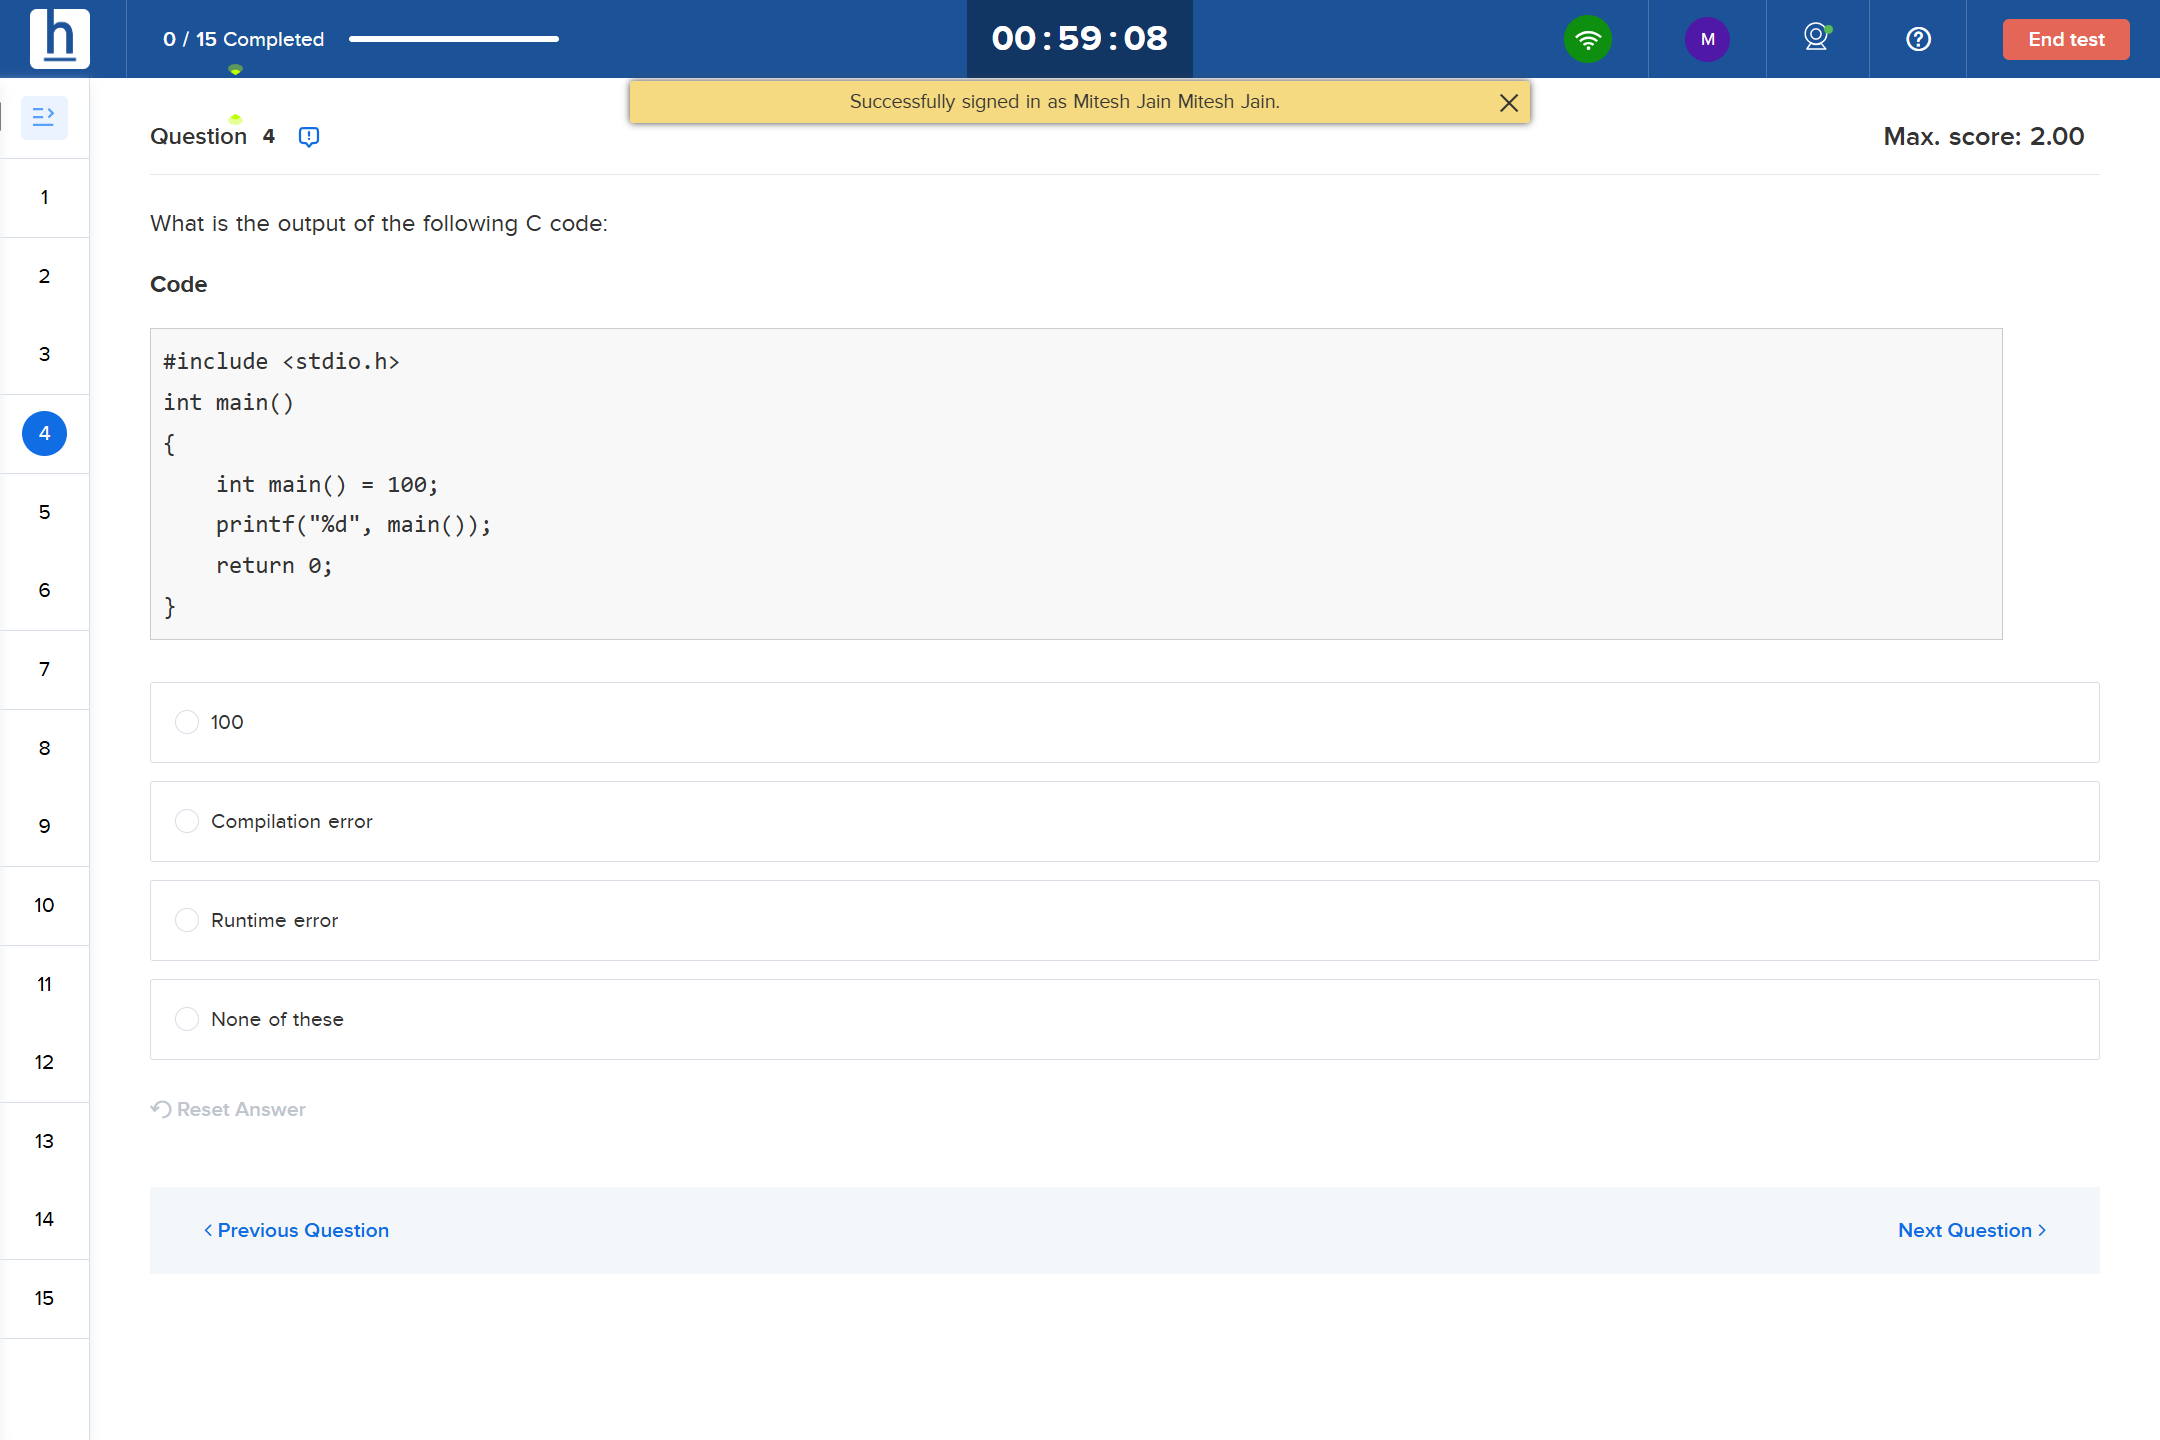 h
0 / 15 Completed
00 : 59 : 08
M
End test
Successfully signed in as Mitesh Jain Mitesh Jain.
Question 4
Max. score: 2.00
1
2
3
4
5
6
7
8
9
10
11
12
13
14
15
What is the output of the following C code:
Code
#include <stdio.h>
int main()
{
    int main() = 100;
    printf("%d", main());
    return 0;
}
100
Compilation error
Runtime error
None of these
Reset Answer
Previous Question
Next Question